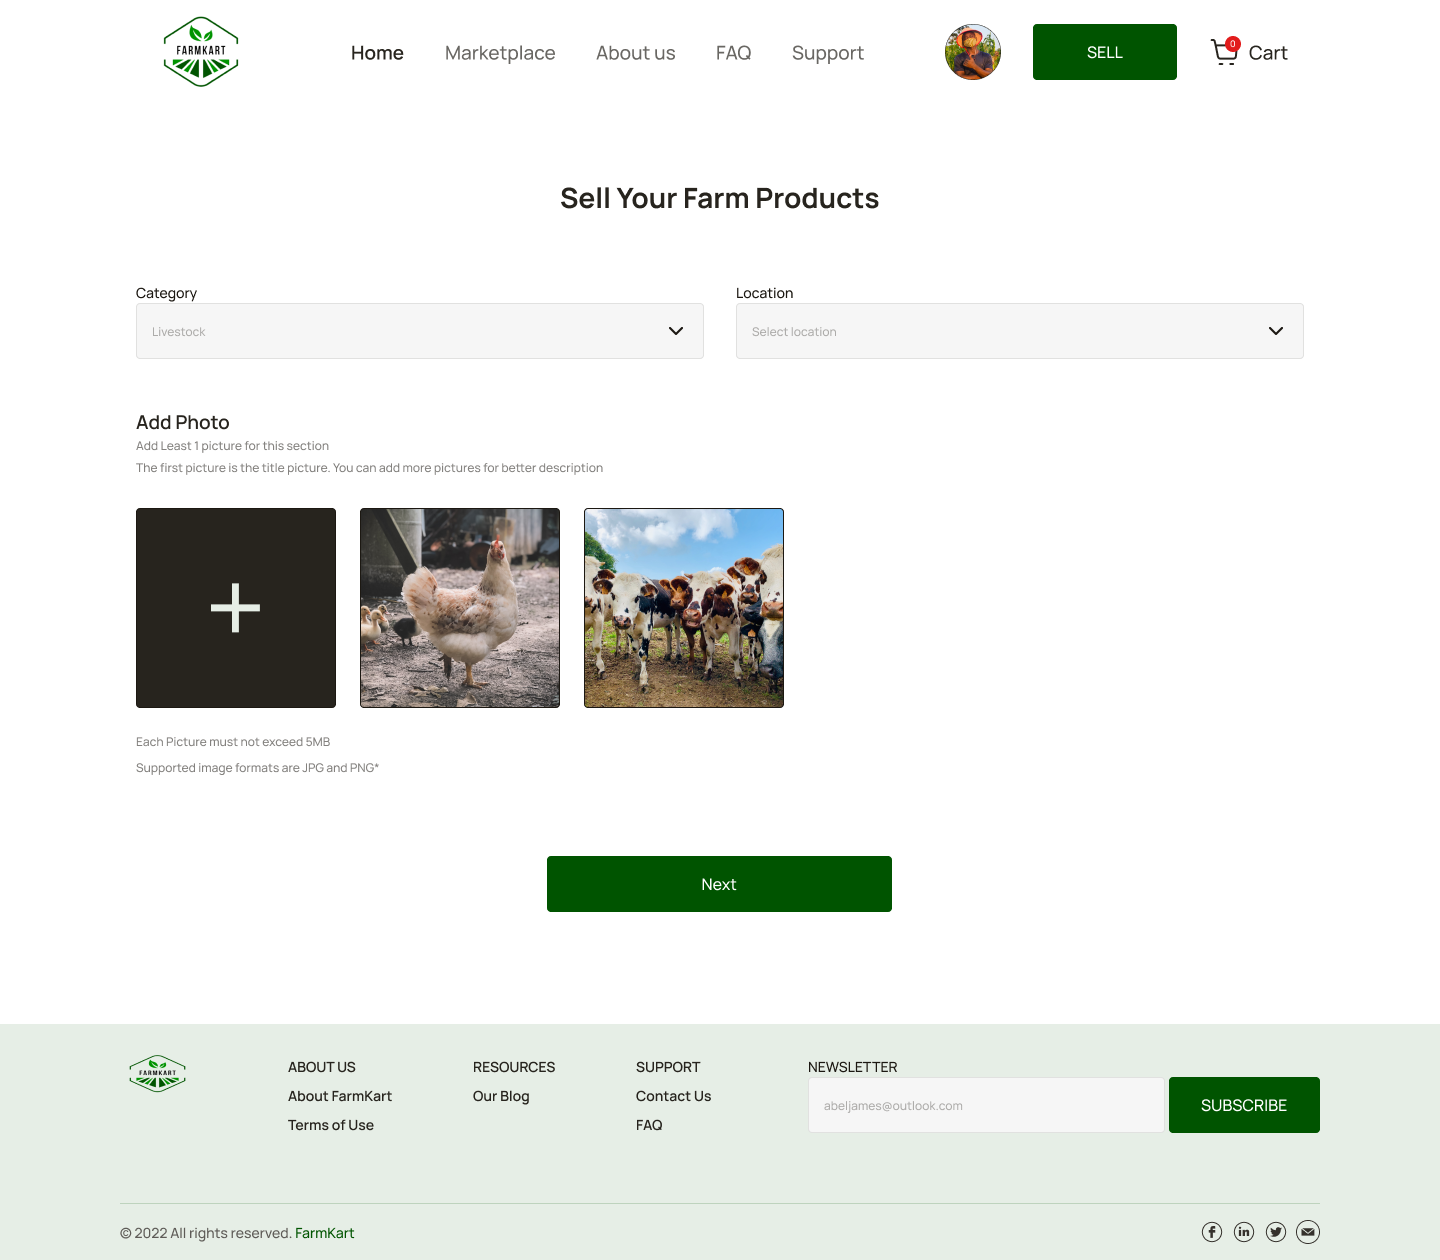 FARMKART
Home Marketplace About us FAQ Support SELL 0 Cart
Sell Your Farm Products
Category
Livestock
Location
Select location
Add Photo
Add Least 1 picture for this section
The first picture is the title picture. You can add more pictures for better description
Each Picture must not exceed 5MB
Supported image formats are JPG and PNG*
Next
FARMKART
ABOUT US
About FarmKart
Terms of Use
RESOURCES
Our Blog
SUPPORT
Contact Us
FAQ
NEWSLETTER
abeljames@outlook.com
SUBSCRIBE
© 2022 All rights reserved. FarmKart